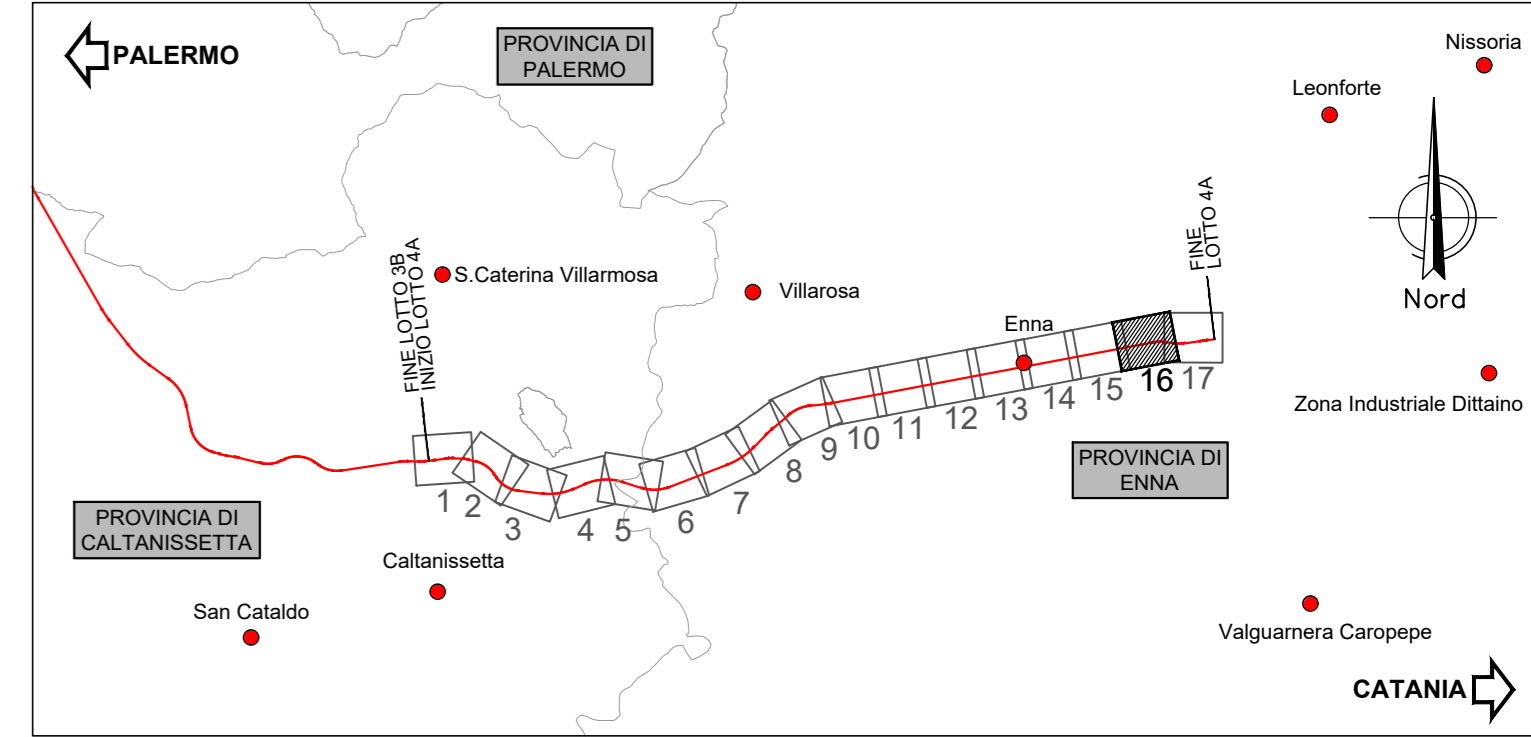 PALERMO
PROVINCIA DI
PALERMO
Nissoria
Leonforte
Nord
FINE LOTTO 3B
INIZIO LOTTO 4A
S.Caterina Villarmosa
Villarosa
Enna
FINE
LOTTO 4A
Zona Industriale Dittaino
1
2
3
4
5
6
7
8
9
10
11
12
13
14
15
16
17
PROVINCIA DI
ENNA
PROVINCIA DI
CALTANISSETTA
Caltanissetta
San Cataldo
Valguarnera Caropepe
CATANIA